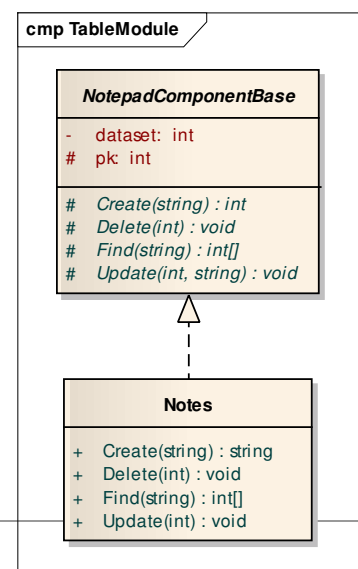 cmp TableModule
NotepadComponentBase
- dataset: int
# pk: int
# Create(string) : int
# Delete(int) : void
# Find(string) : int[]
# Update(int, string) : void
Notes
+ Create(string) : string
+ Delete(int) : void
+ Find(string) : int[]
+ Update(int) : void